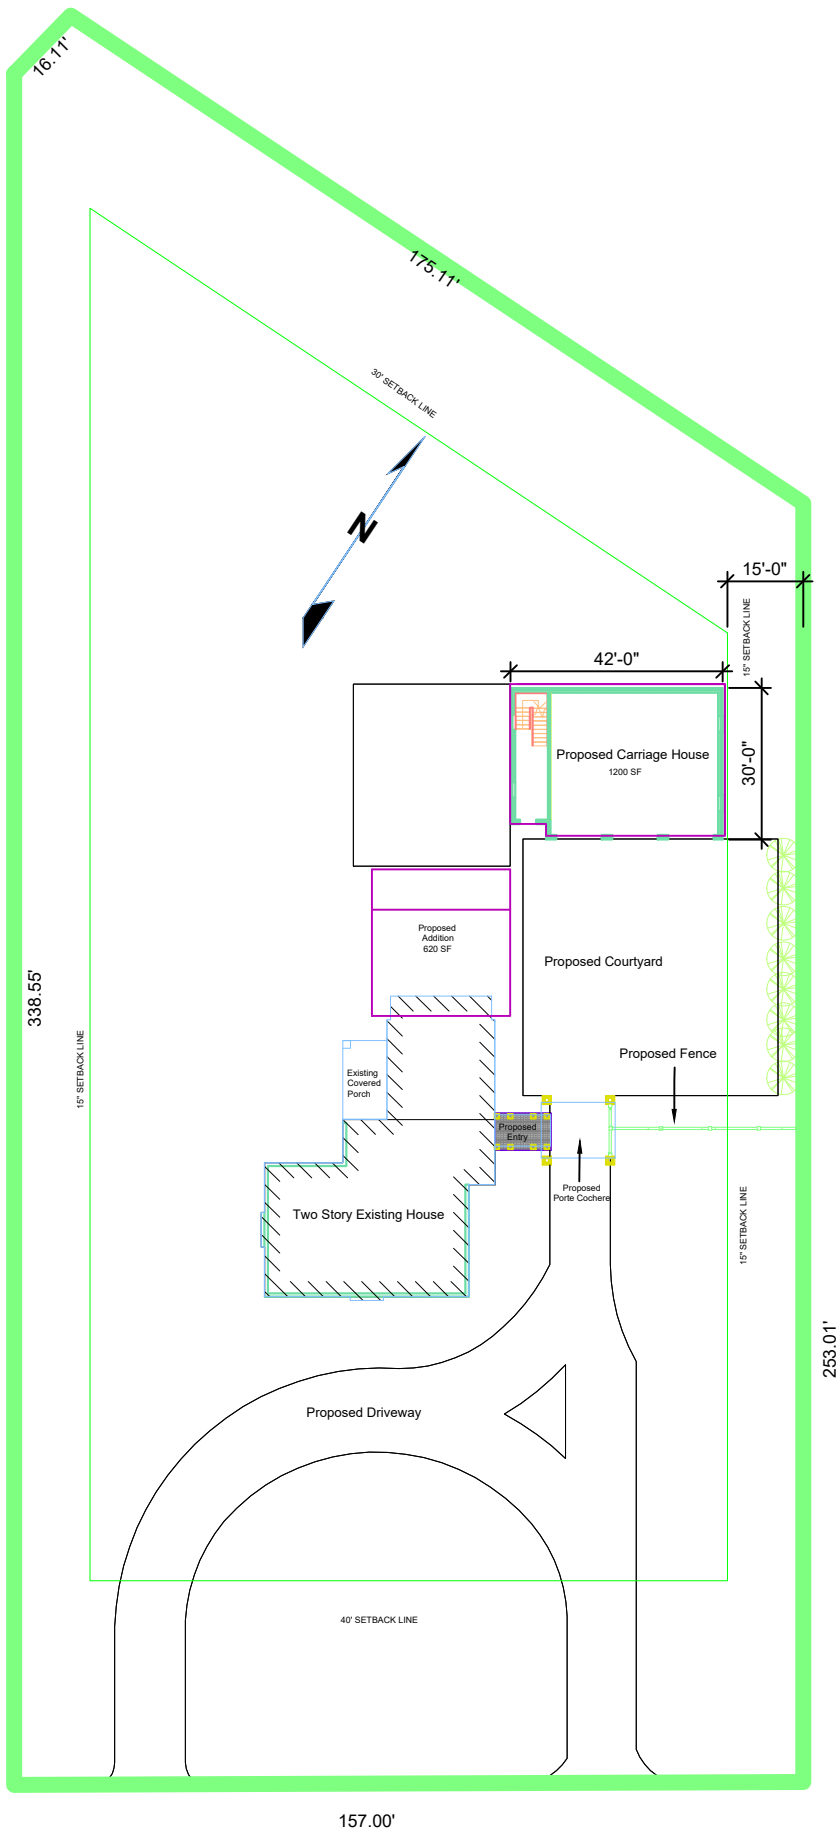 16.11'
175.11'
30' SETBACK LINE
N
15'-0"
15" SETBACK LINE
42'-0"
Proposed Carriage House
1200 SF
30'-0"
Proposed
Addition
620 SF
Proposed Courtyard
338.55'
15" SETBACK LINE
Proposed Fence
Existing
Covered
Porch
Proposed
Entry
Proposed
Porte Cochere
Two Story Existing House
15" SETBACK LINE
253.01'
Proposed Driveway
40' SETBACK LINE
157.00'